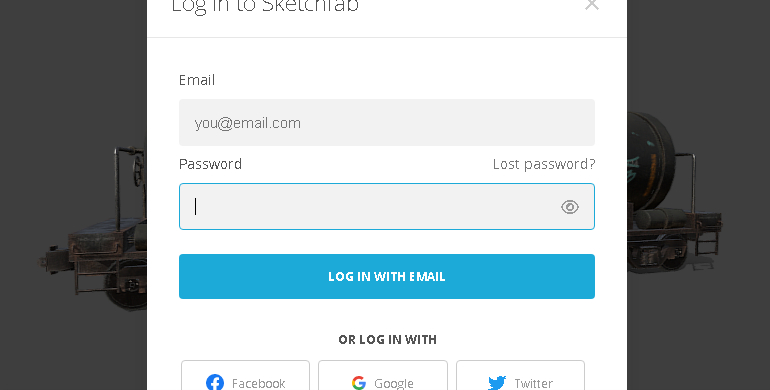 Log in to Sketchfab
Email
you@email.com
Password
Lost password?
LOG IN WITH EMAIL
OR LOG IN WITH
Facebook
Google
Twitter